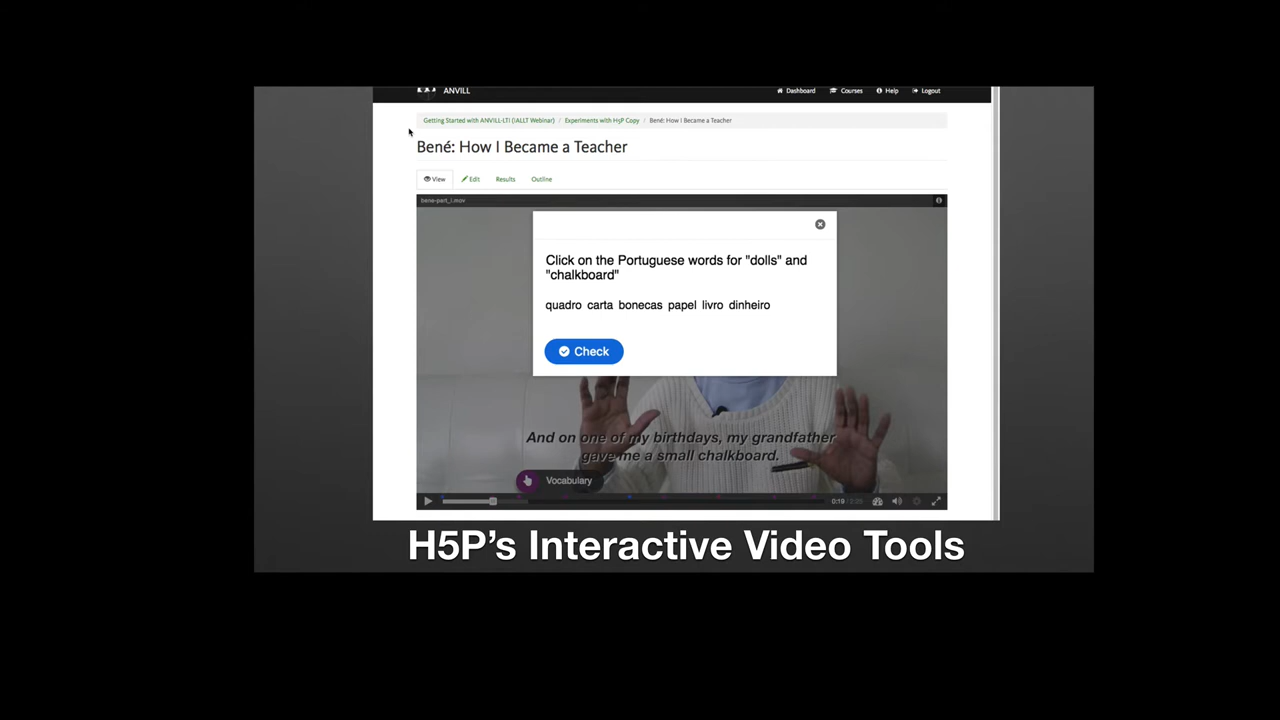 ANVILL
Dashboard Courses Help Logout
Getting Started with ANVILL-LTI (IALLT Webinar) / Experiments with H5P Copy / Bené: How I Became a Teacher
Bené: How I Became a Teacher
View Edit Results Outline
bene-part_i.mov
Click on the Portuguese words for "dolls" and
"chalkboard"
quadro carta bonecas papel livro dinheiro
Check
And on one of my birthdays, my grandfather
gave me a small chalkboard.
Vocabulary
0:19
H5P's Interactive Video Tools